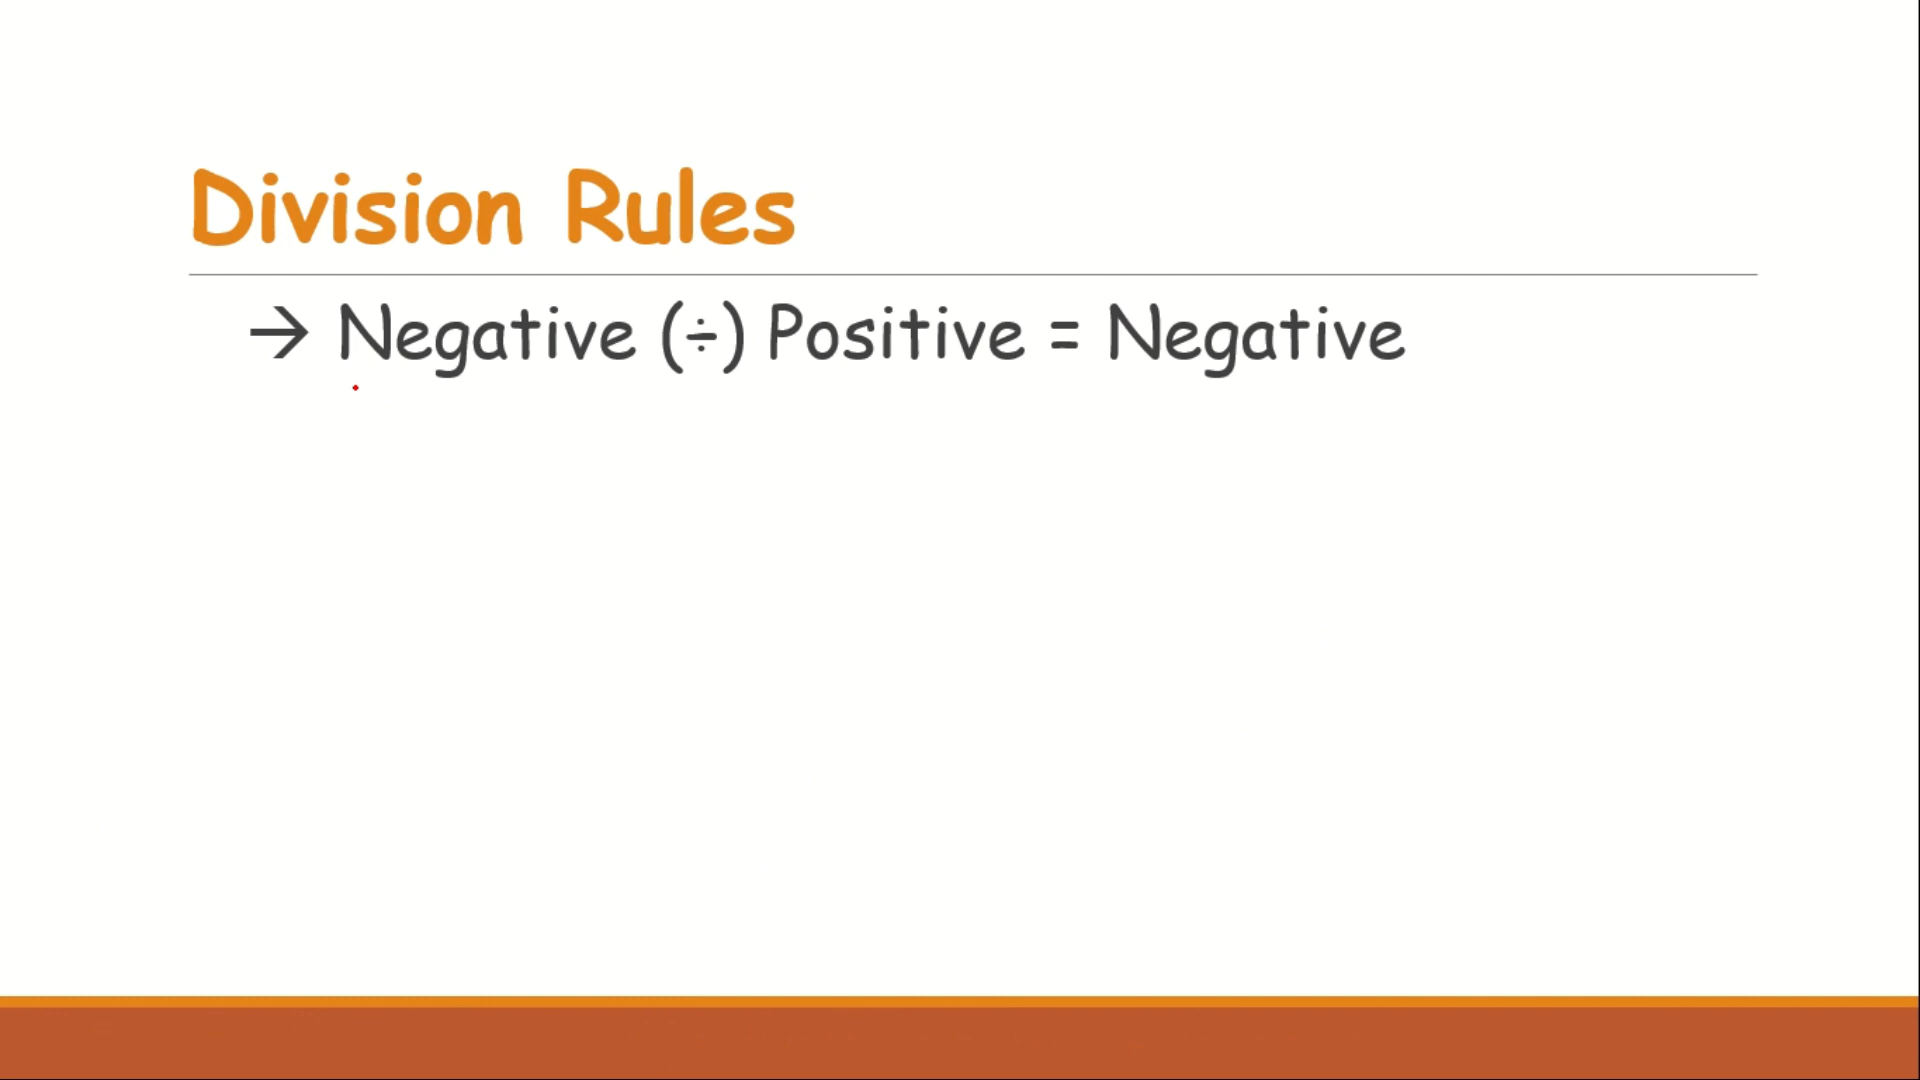 Division Rules
→ Negative (÷) Positive = Negative